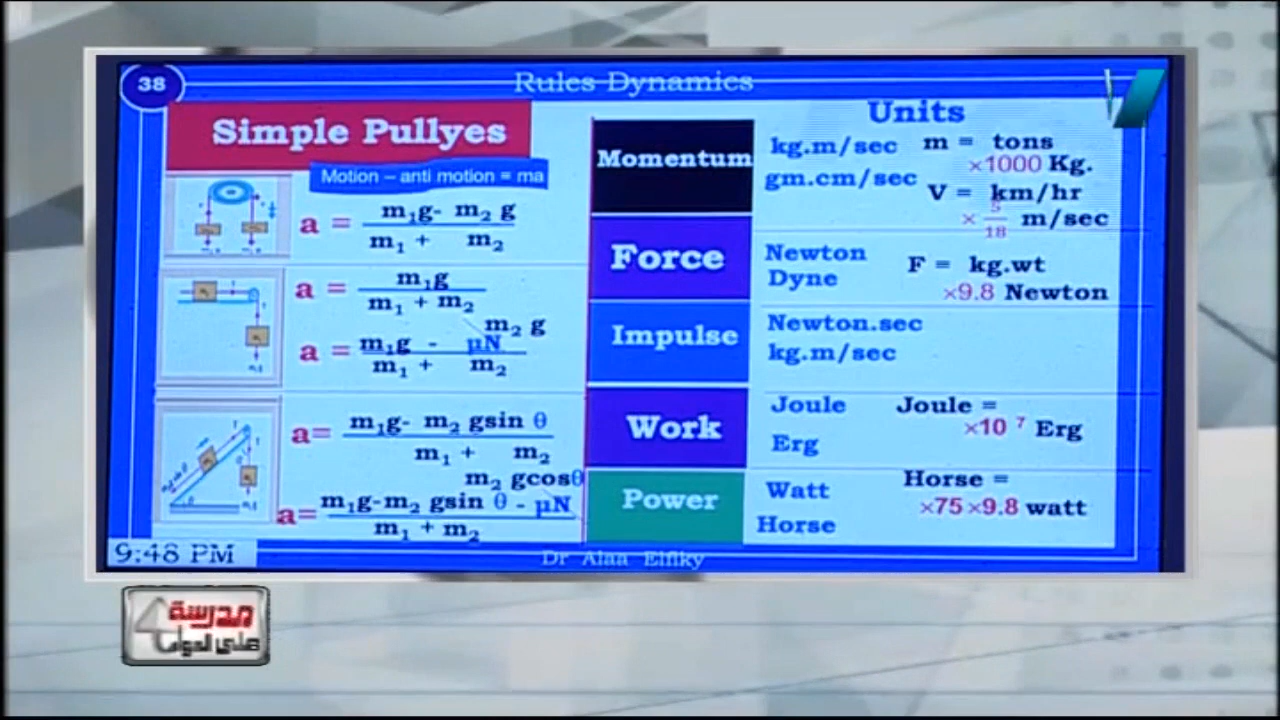 38
Rules Dynamics
Simple Pullyes
Motion – anti motion = ma
a = m₁g- m₂ g / m₁ + m₂
a = m₁g / m₁ + m₂
m₂ g
a = m₁g - µN / m₁ + m₂
a= m₁g- m₂ gsin θ / m₁ + m₂
m₂ gcosθ
a= m₁g-m₂ gsin θ - µN / m₁ + m₂
Units
Momentum
kg.m/sec
gm.cm/sec
m = tons
×1000 Kg.
V = km/hr
× 5/18 m/sec
Force
Newton
Dyne
F = kg.wt
×9.8 Newton
Impulse
Newton.sec
kg.m/sec
Work
Joule
Erg
Joule =
×10 ⁷ Erg
Power
Watt
Horse
Horse =
×75×9.8 watt
9:48 PM
Dr Alaa Elfiky
مدرسة
على الهواء
4